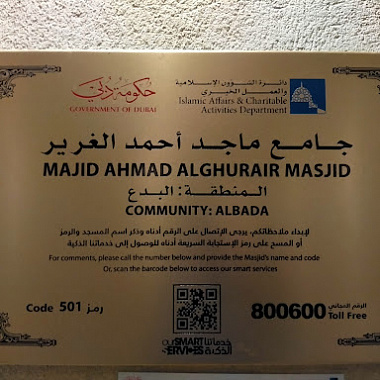 حكومة دبي
GOVERNMENT OF DUBAI
دائرة الشؤون الإسلامية
والعمل الخيري
Islamic Affairs & Charitable
Activities Department
جامع ماجد أحمد الغرير
MAJID AHMAD ALGHURAIR MASJID
المنطقة: البدع
COMMUNITY: ALBADA
لإبداء ملاحظاتكم، يرجى الإتصال على الرقم أدناه وذكر اسم المسجد والرمز
أو المسح على رمز الإستجابة السريعة أدناه للوصول إلى خدماتنا الذكية
For comments, please call the number below and provide the Masjid's name and code
Or, scan the barcode below to access our smart services
Code 501 رمز
800600 الرقم المجاني
Toll Free
OUR SMART SERVICES خدماتنا الذكية